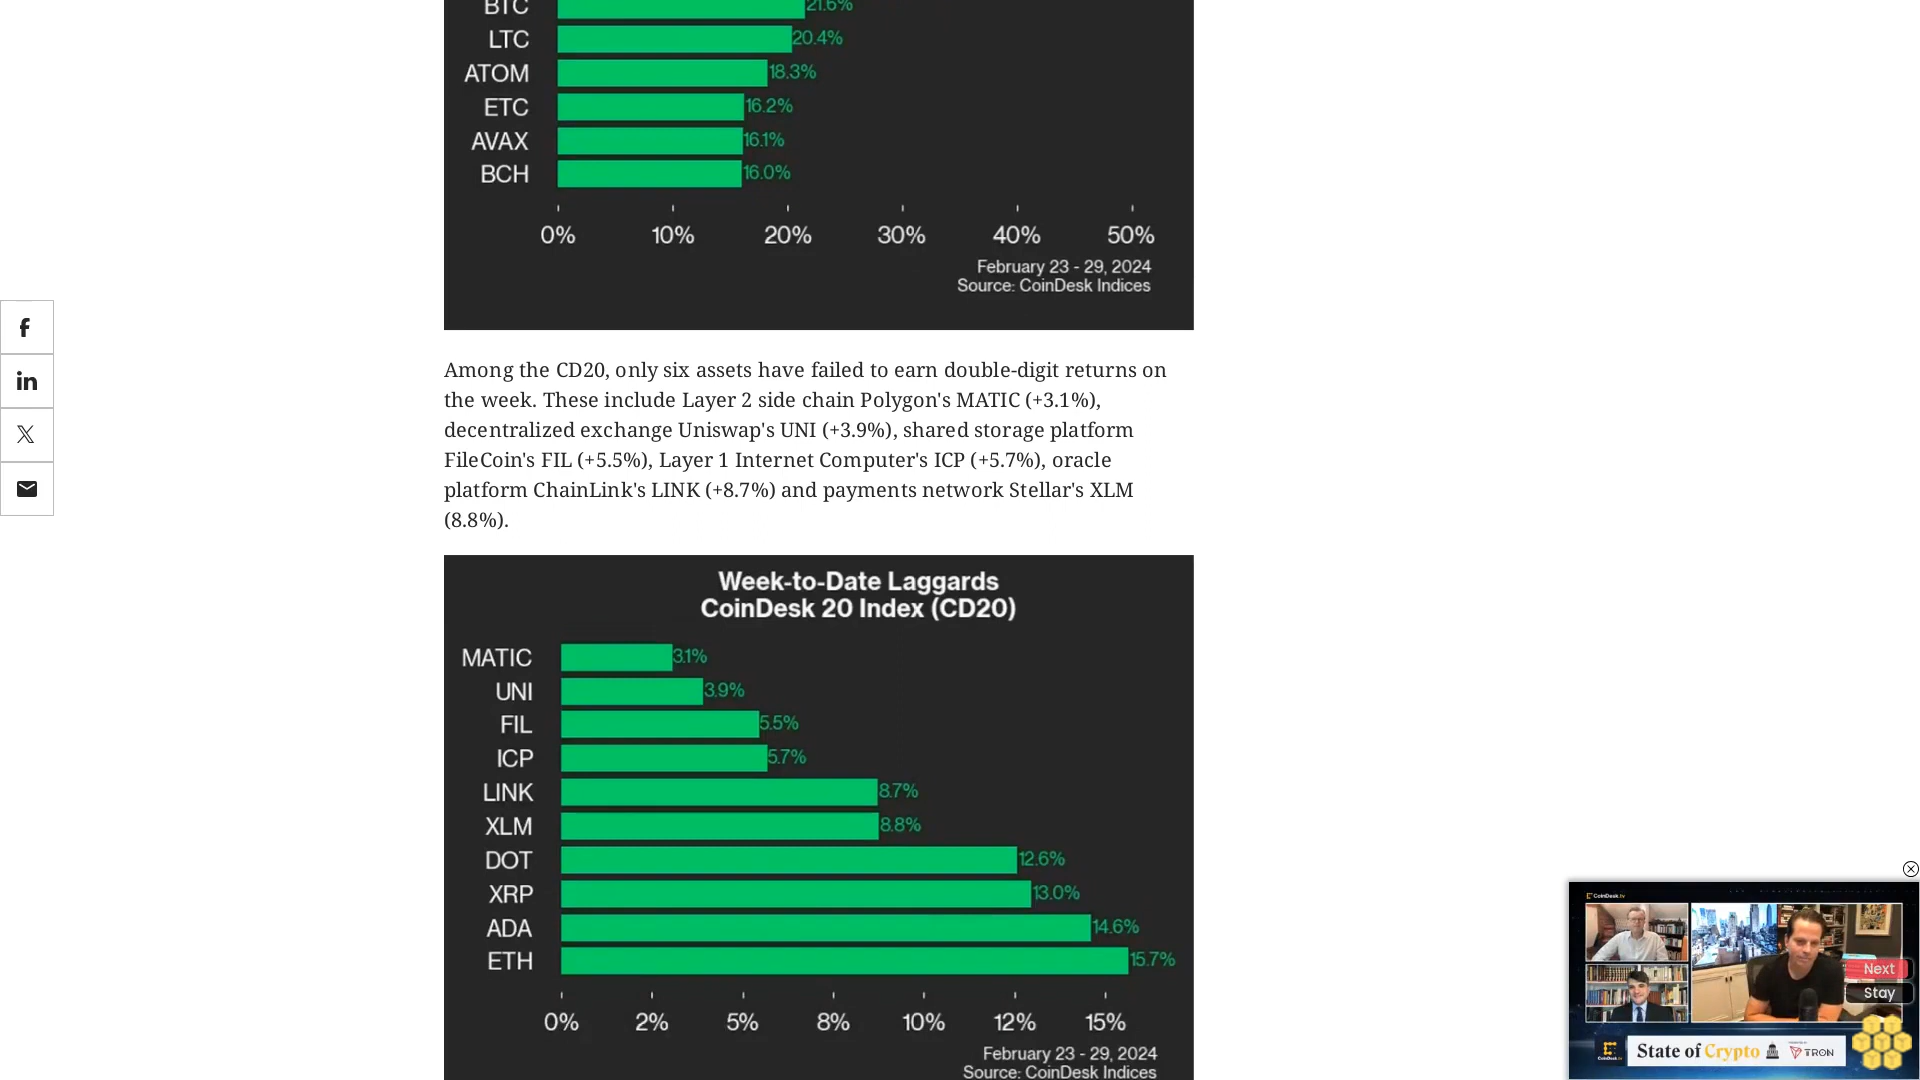 BTC 21.6%
LTC 20.4%
ATOM 18.3%
ETC 16.2%
AVAX 16.1%
BCH 16.0%
0% 10% 20% 30% 40% 50%
February 23 - 29, 2024
Source: CoinDesk Indices
Among the CD20, only six assets have failed to earn double-digit returns on
the week. These include Layer 2 side chain Polygon's MATIC (+3.1%),
decentralized exchange Uniswap's UNI (+3.9%), shared storage platform
FileCoin's FIL (+5.5%), Layer 1 Internet Computer's ICP (+5.7%), oracle
platform ChainLink's LINK (+8.7%) and payments network Stellar's XLM
(8.8%).
Week-to-Date Laggards
CoinDesk 20 Index (CD20)
MATIC 3.1%
UNI 3.9%
FIL 5.5%
ICP 5.7%
LINK 8.7%
XLM 8.8%
DOT 12.6%
XRP 13.0%
ADA 14.6%
ETH 15.7%
0% 2% 5% 8% 10% 12% 15%
February 23 - 29, 2024
Source: CoinDesk Indices
CoinDesk tv
Next
Stay
State of Crypto
TRON